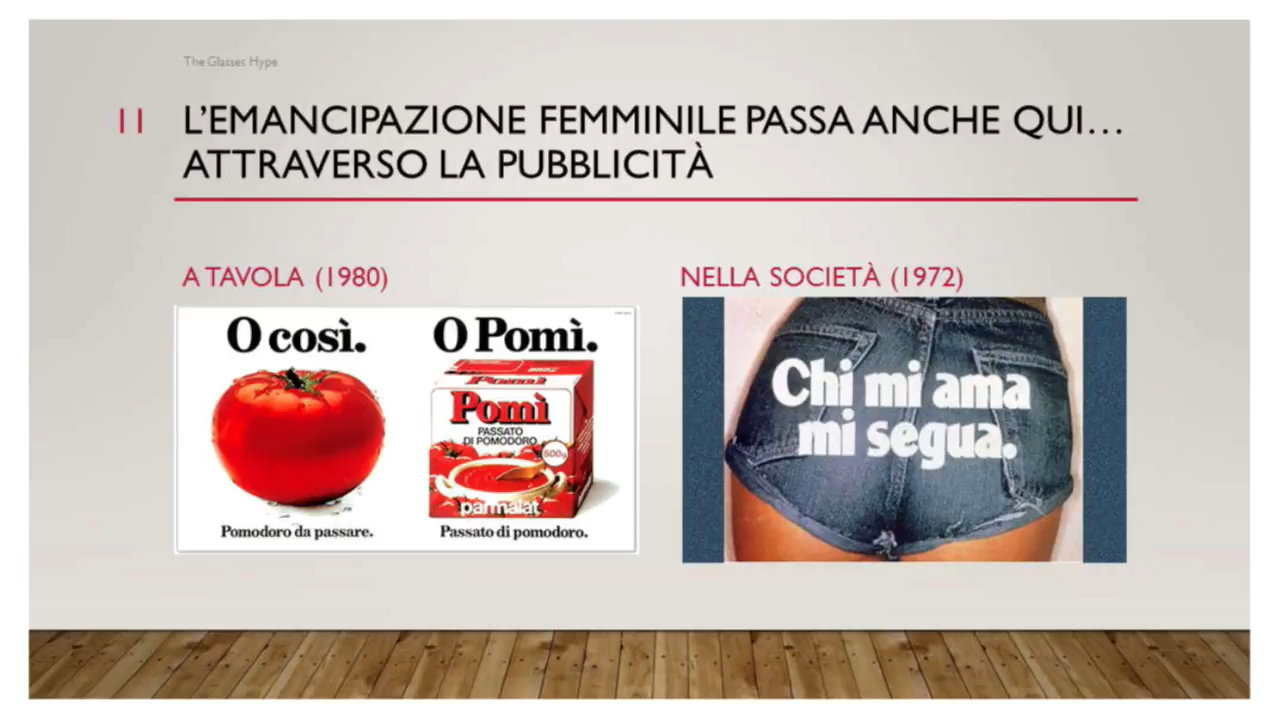 The Glasses Hype
11
L'EMANCIPAZIONE FEMMINILE PASSA ANCHE QUI…
ATTRAVERSO LA PUBBLICITÀ
A TAVOLA (1980)
O così.
O Pomì.
Pomì
Pomì
PASSATO
DI POMODORO
500g
parmalat
Pomodoro da passare.
Passato di pomodoro.
NELLA SOCIETÀ (1972)
Chi mi ama
mi segua.